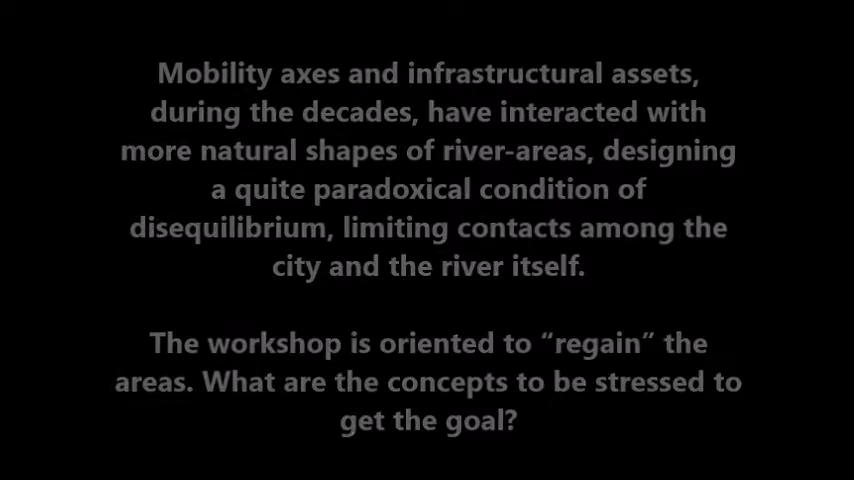 Mobility axes and infrastructural assets,
during the decades, have interacted with
more natural shapes of river-areas, designing
a quite paradoxical condition of
disequilibrium, limiting contacts among the
city and the river itself.
The workshop is oriented to “regain” the
areas. What are the concepts to be stressed to
get the goal?